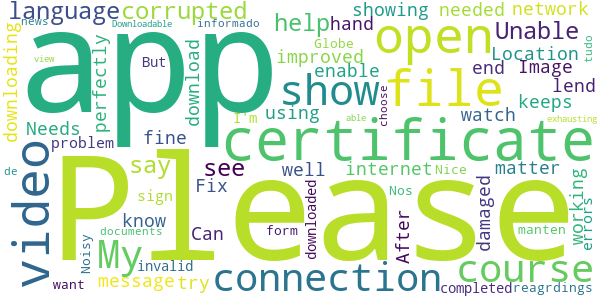 news
language
Downloadable
corrupted
informado
help
hand
showing
needed
network
Globe
view
app
But
perfectly
download
improved
enable
open
Unable
tudo
Location
end
Image
lend
downloading
show
file
choose
keeps
Needs
I'm
using
watch
able
exhausting
problem
fine
certificate
video
Please
say
see
well
internet
matter
Nice
de
Fix
sign
know
Can
downloaded
Nos
After
damaged
working
errors
My
documents
form
manten
Noisy
invalid
connection
course
want
message
try
completed
reagrdings